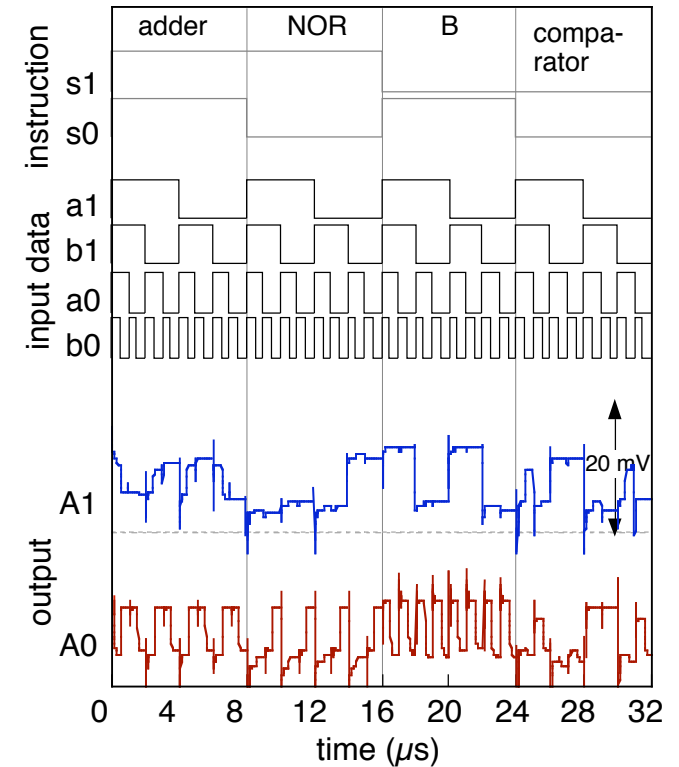 adder NOR B compa-
rator
instruction
s1
s0
input data
a1
b1
a0
b0
20 mV
output
A1
A0
0 4 8 12 16 20 24 28 32
time (µs)